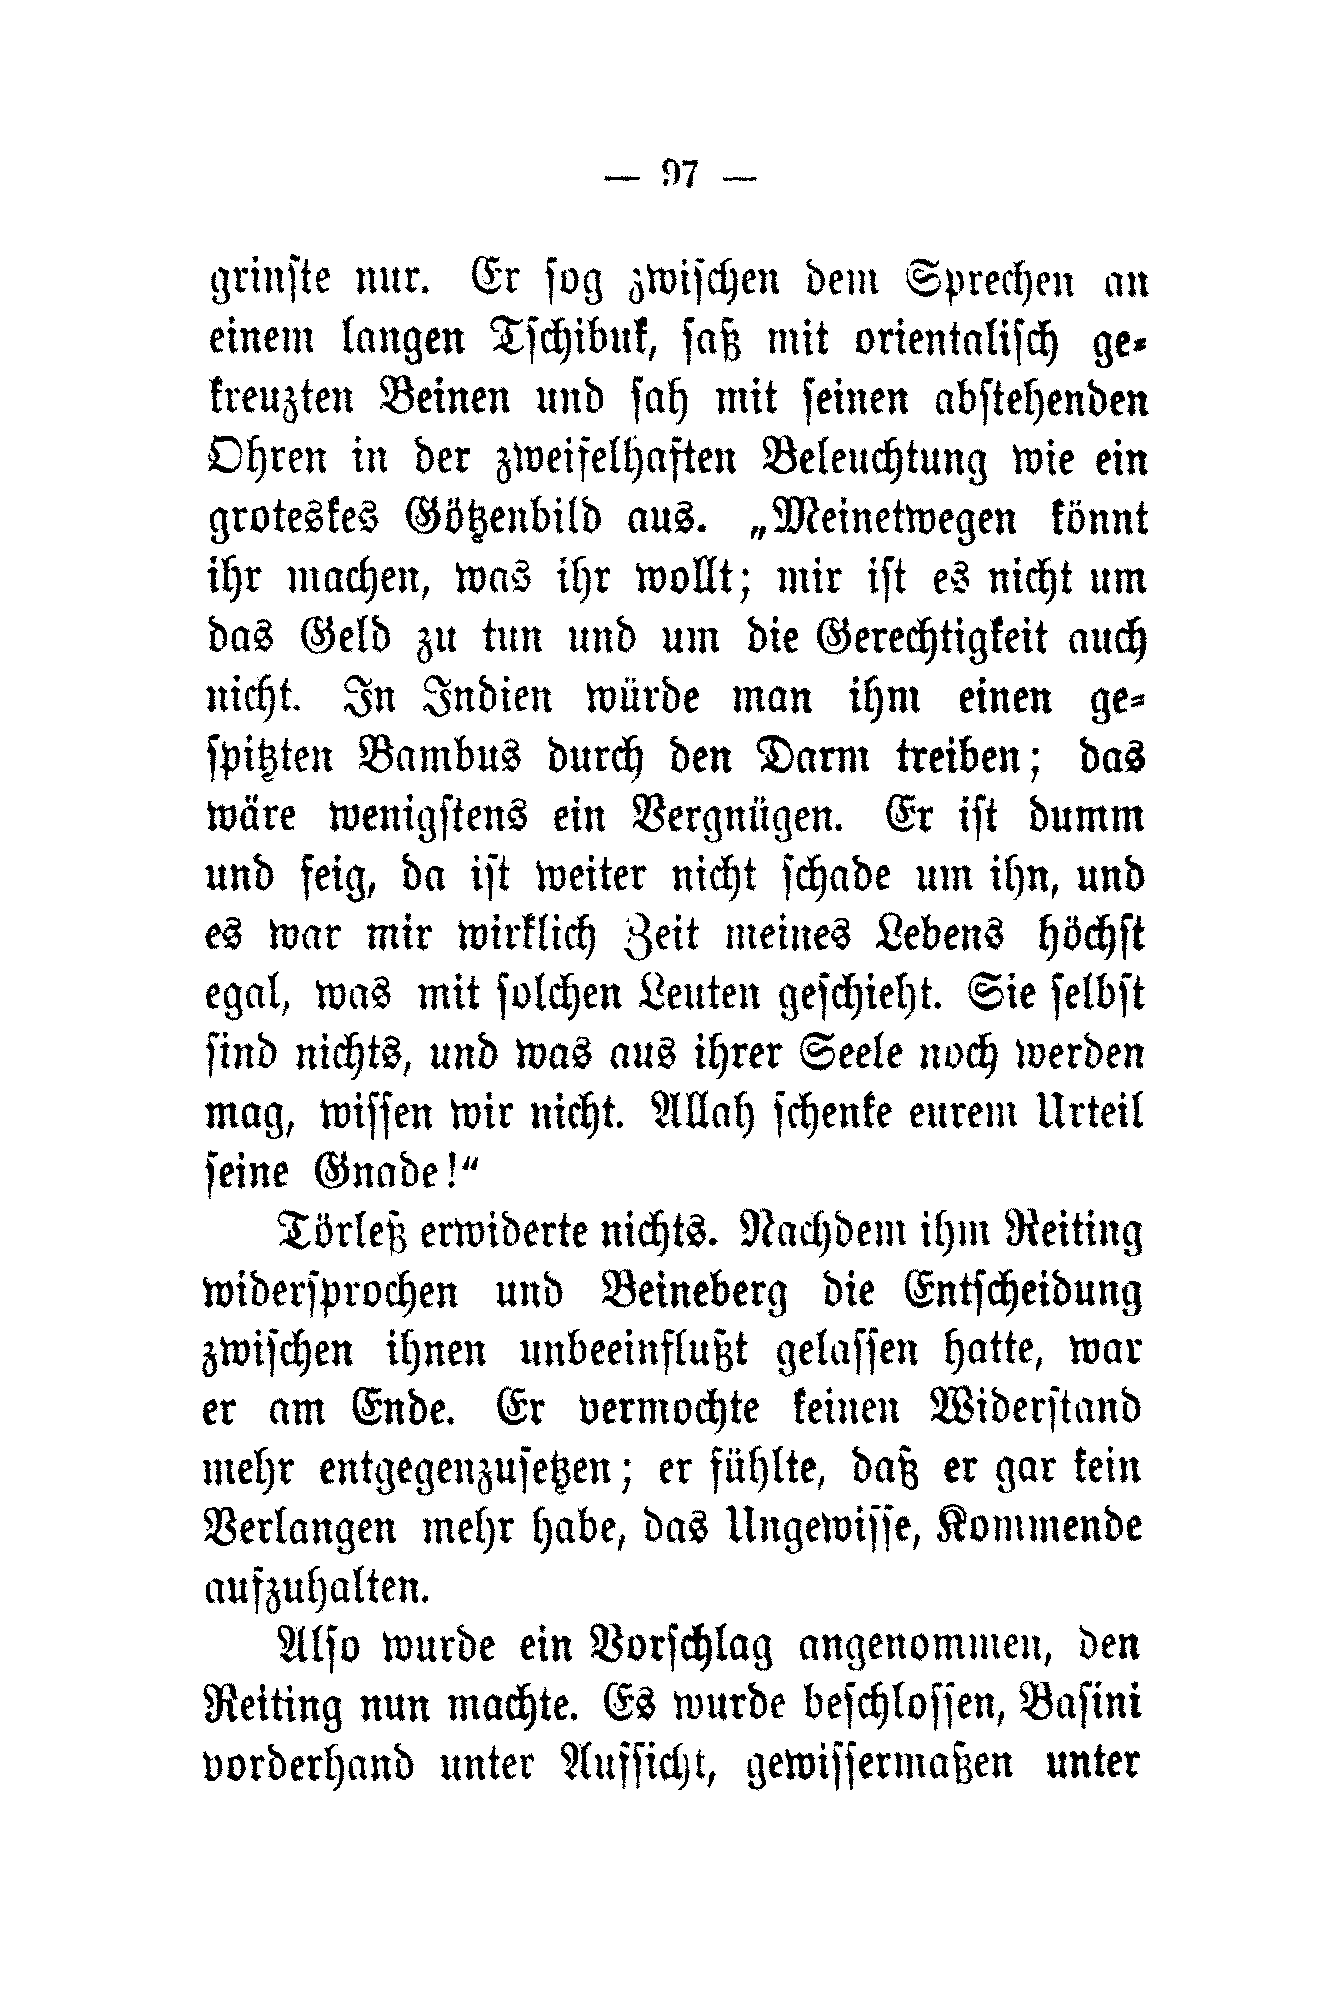 — 97 —
grinste nur. Er sog zwischen dem Sprechen an
einem langen Tschibuk, saß mit orientalisch ge-
kreuzten Beinen und sah mit seinen abstehenden
Ohren in der zweifelhaften Beleuchtung wie ein
groteskes Götzenbild aus. „Meinetwegen könnt
ihr machen, was ihr wollt; mir ist es nicht um
das Geld zu tun und um die Gerechtigkeit auch
nicht. In Indien würde man ihm einen ge-
spitzten Bambus durch den Darm treiben; das
wäre wenigstens ein Vergnügen. Er ist dumm
und feig, da ist weiter nicht schade um ihn, und
es war mir wirklich Zeit meines Lebens höchst
egal, was mit solchen Leuten geschieht. Sie selbst
sind nichts, und was aus ihrer Seele noch werden
mag, wissen wir nicht. Allah schenke eurem Urteil
seine Gnade!“
Törleß erwiderte nichts. Nachdem ihm Reiting
widersprochen und Beineberg die Entscheidung
zwischen ihnen unbeeinflußt gelassen hatte, war
er am Ende. Er vermochte keinen Widerstand
mehr entgegenzusetzen; er fühlte, daß er gar kein
Verlangen mehr habe, das Ungewisse, Kommende
aufzuhalten.
Also wurde ein Vorschlag angenommen, den
Reiting nun machte. Es wurde beschlossen, Basini
vorderhand unter Aufsicht, gewissermaßen unter